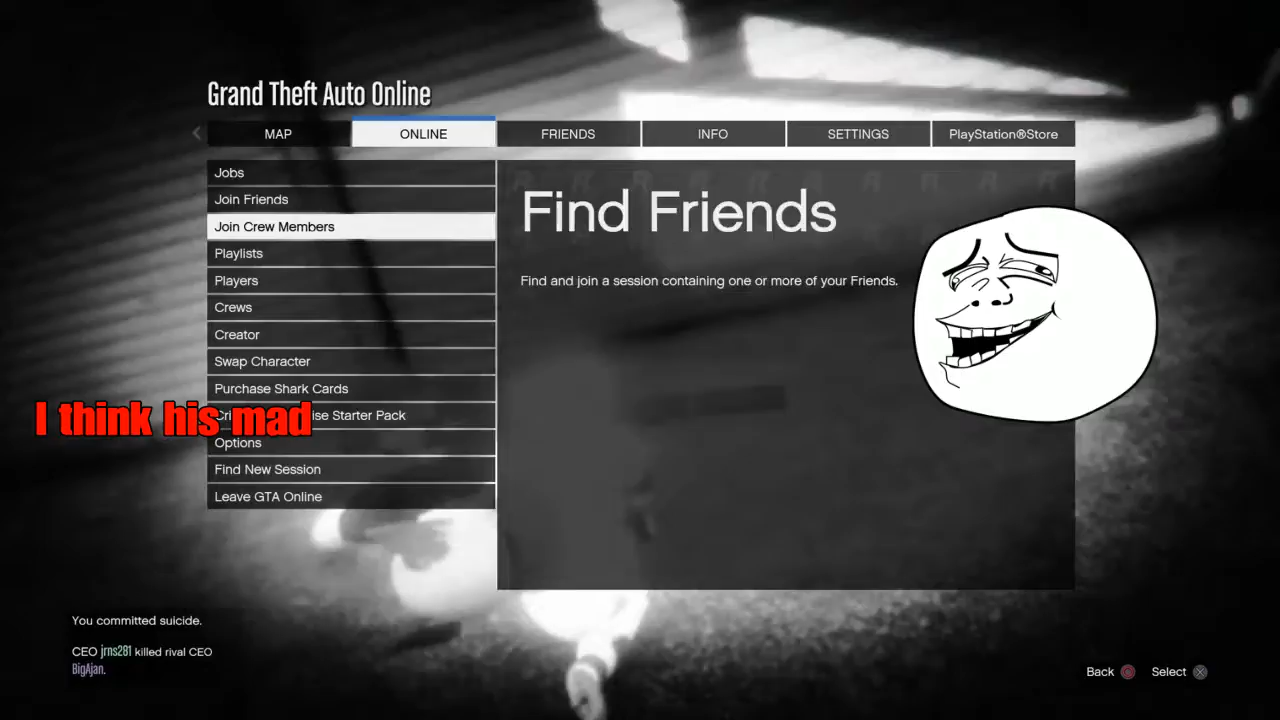 Grand Theft Auto Online
MAP
ONLINE
FRIENDS
INFO
SETTINGS
PlayStation®Store
Jobs
Join Friends
Join Crew Members
Playlists
Players
Crews
Creator
Swap Character
Purchase Shark Cards
ise Starter Pack
Options
Find New Session
Leave GTA Online
Find Friends
Find and join a session containing one or more of your Friends.
I think his mad
You committed suicide.
CEO jrns281 killed rival CEO
BigAjan.
Back
Select